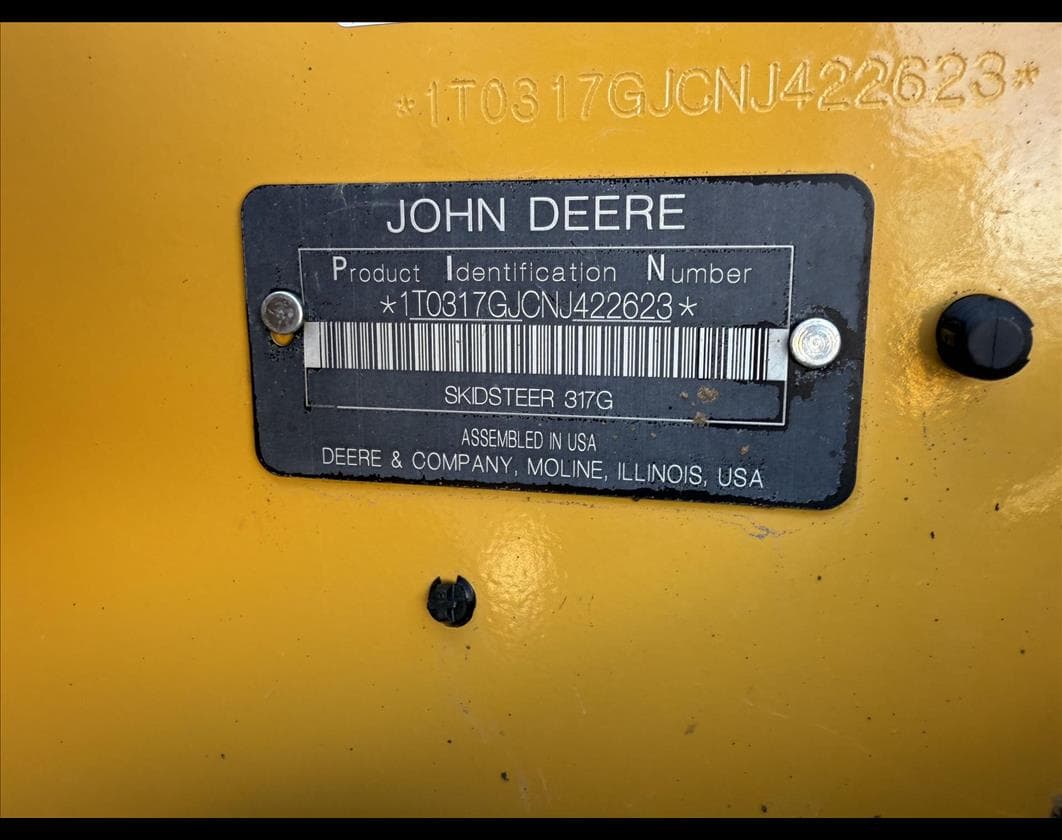 *1T0317GJCNJ422623*
JOHN DEERE
Product Identification Number
*1T0317GJCNJ422623*
SKIDSTEER 317G
ASSEMBLED IN USA
DEERE & COMPANY, MOLINE, ILLINOIS, USA